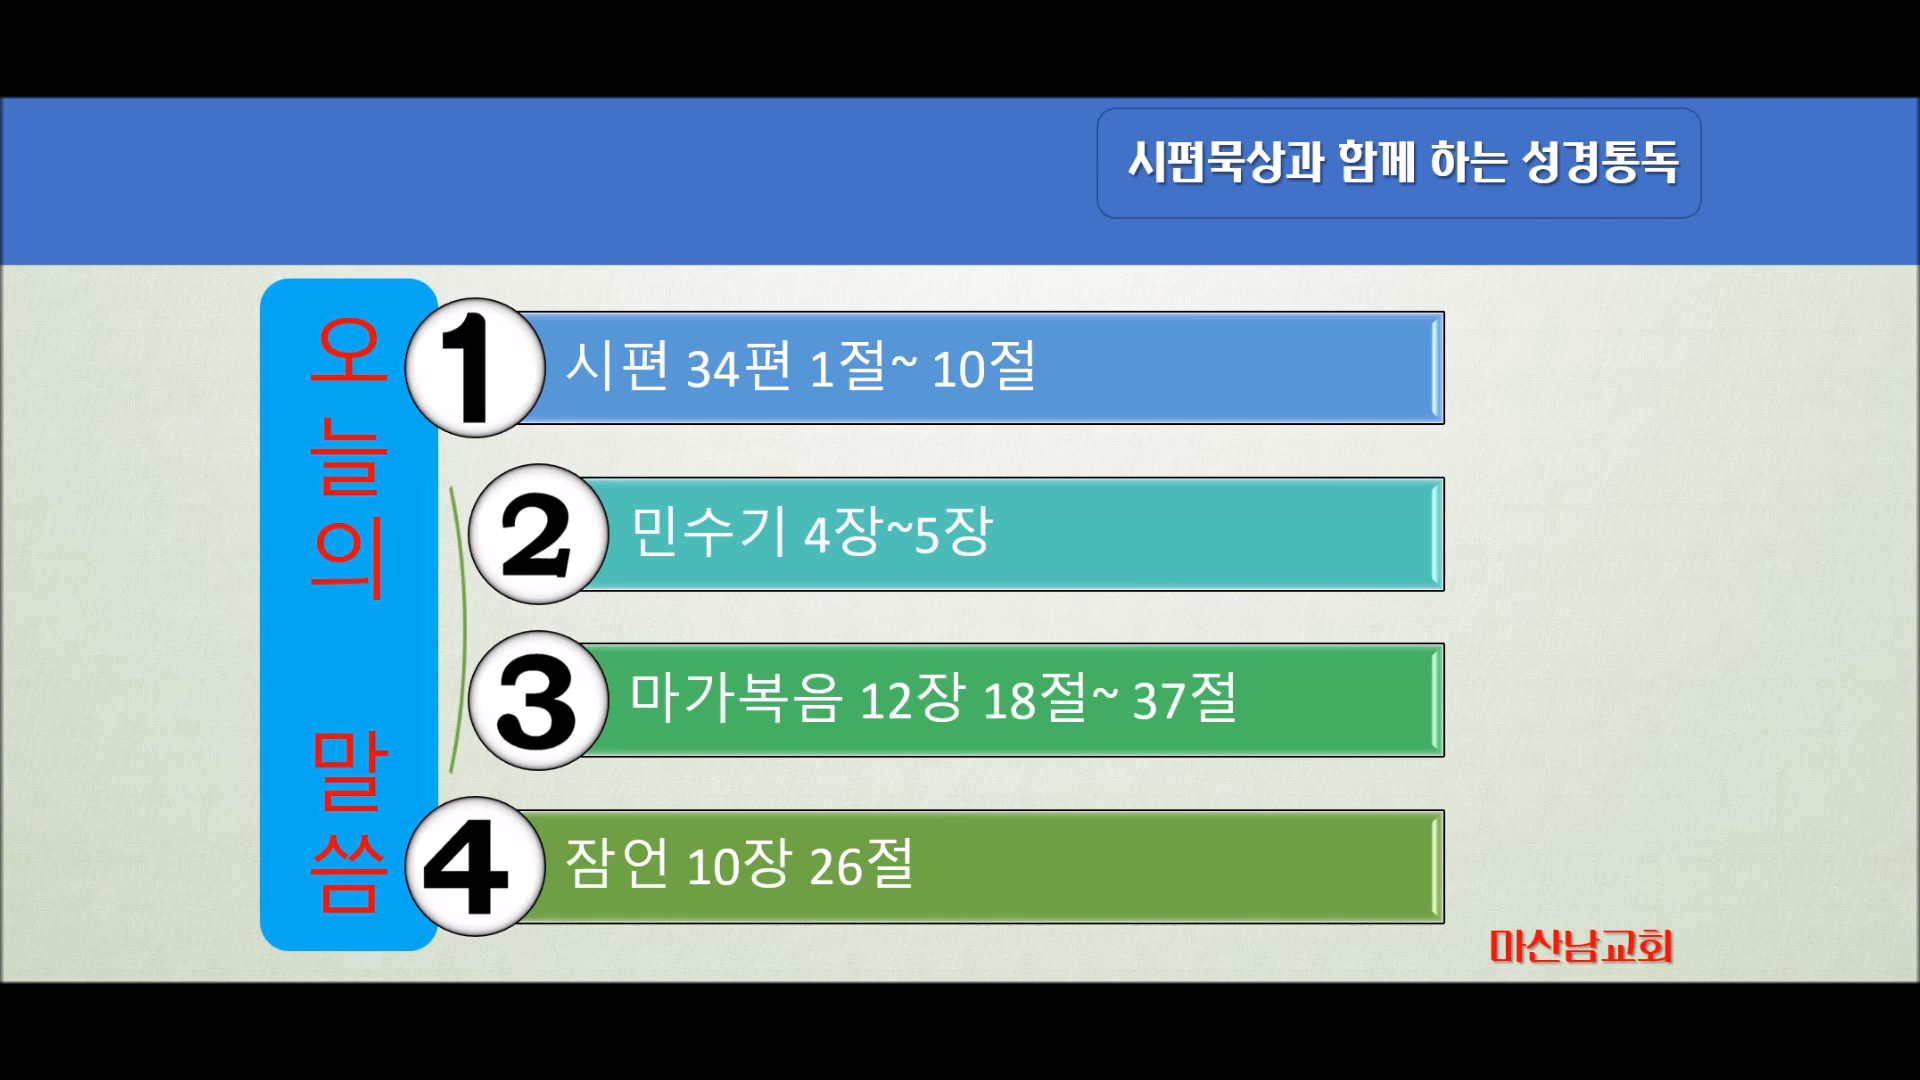 시편묵상과 함께 하는 성경통독
오늘의 말씀
1 시편 34편 1절~ 10절
2 민수기 4장~5장
3 마가복음 12장 18절~ 37절
4 잠언 10장 26절
마산남교회